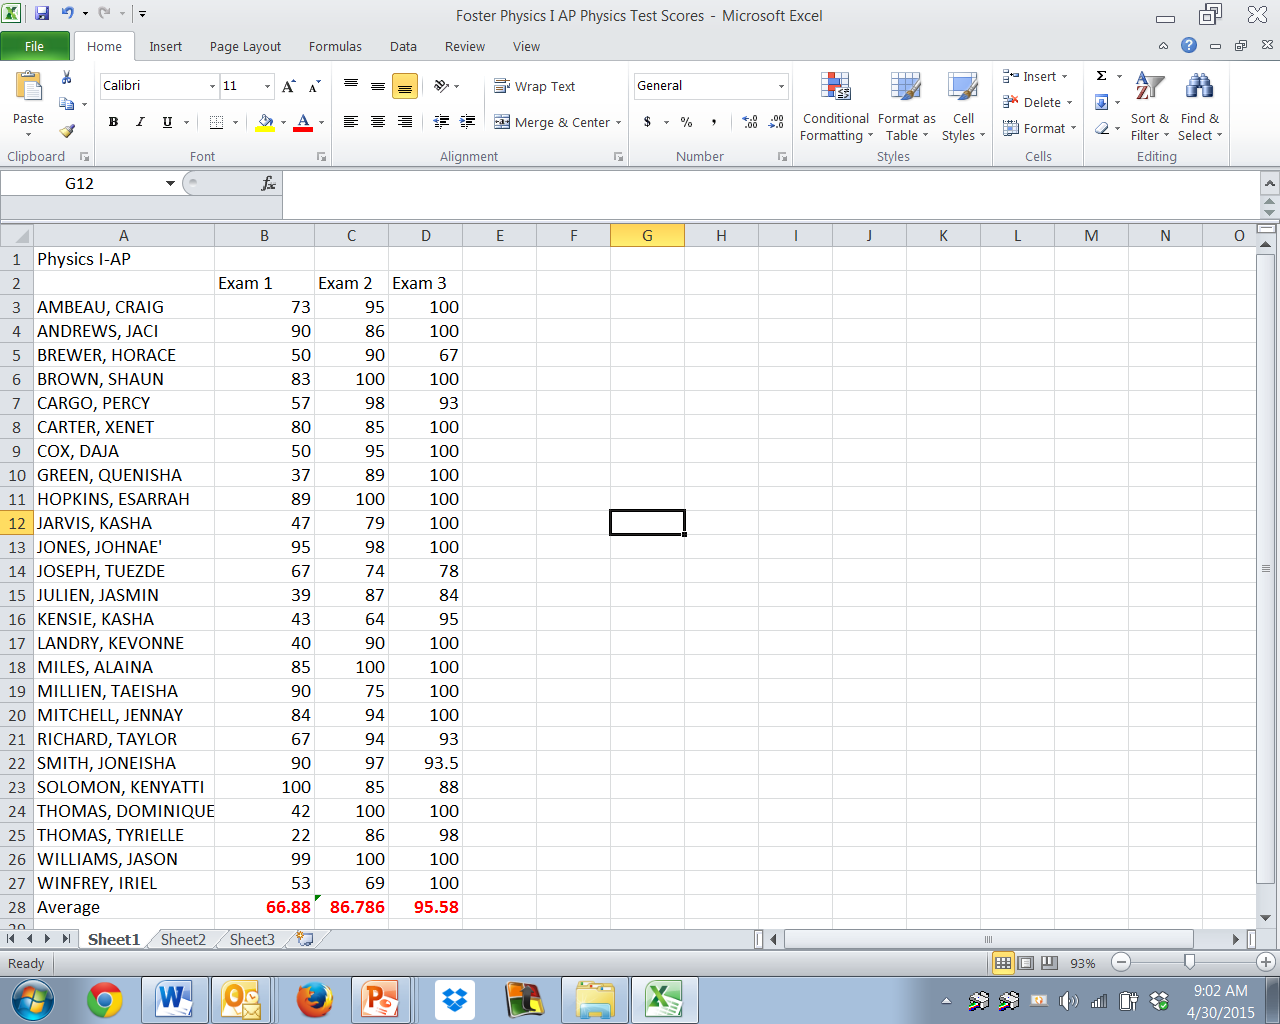 Foster Physics I AP Physics Test Scores - Microsoft Excel
File Home Insert Page Layout Formulas Data Review View
Calibri 11 Wrap Text General Insert
Paste Delete
B I U Merge & Center $ % , Conditional Formatting Format as Table Cell Styles Format Sort & Filter Find & Select
Clipboard Font Alignment Number Styles Cells Editing
G12 fx
A B C D E F G H I J K L M N O
1 Physics I-AP
2 Exam 1 Exam 2 Exam 3
3 AMBEAU, CRAIG 73 95 100
4 ANDREWS, JACI 90 86 100
5 BREWER, HORACE 50 90 67
6 BROWN, SHAUN 83 100 100
7 CARGO, PERCY 57 98 93
8 CARTER, XENET 80 85 100
9 COX, DAJA 50 95 100
10 GREEN, QUENISHA 37 89 100
11 HOPKINS, ESARRAH 89 100 100
12 JARVIS, KASHA 47 79 100
13 JONES, JOHNAE' 95 98 100
14 JOSEPH, TUEZDE 67 74 78
15 JULIEN, JASMIN 39 87 84
16 KENSIE, KASHA 43 64 95
17 LANDRY, KEVONNE 40 90 100
18 MILES, ALAINA 85 100 100
19 MILLIEN, TAEISHA 90 75 100
20 MITCHELL, JENNAY 84 94 100
21 RICHARD, TAYLOR 67 94 93
22 SMITH, JONEISHA 90 97 93.5
23 SOLOMON, KENYATTI 100 85 88
24 THOMAS, DOMINIQUE 42 100 100
25 THOMAS, TYRIELLE 22 86 98
26 WILLIAMS, JASON 99 100 100
27 WINFREY, IRIEL 53 69 100
28 Average 66.88 86.786 95.58
Sheet1 Sheet2 Sheet3
Ready 93%
9:02 AM
4/30/2015